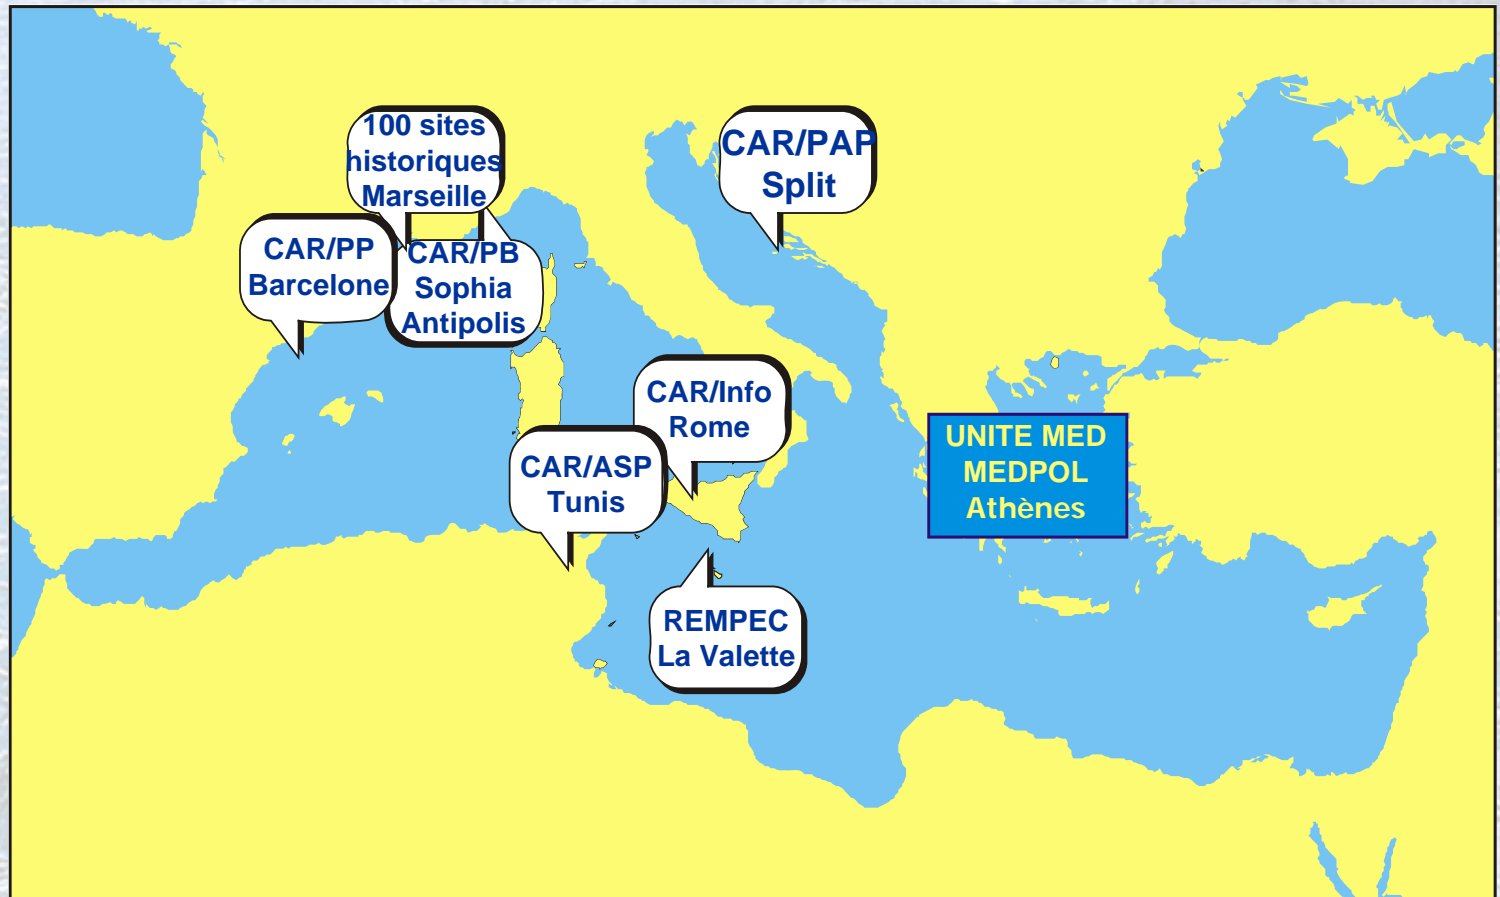 100 sites
historiques
Marseille
CAR/PAP
Split
CAR/PP
Barcelone
CAR/PB
Sophia
Antipolis
CAR/Info
Rome
CAR/ASP
Tunis
UNITE MED
MEDPOL
Athènes
REMPEC
La Valette